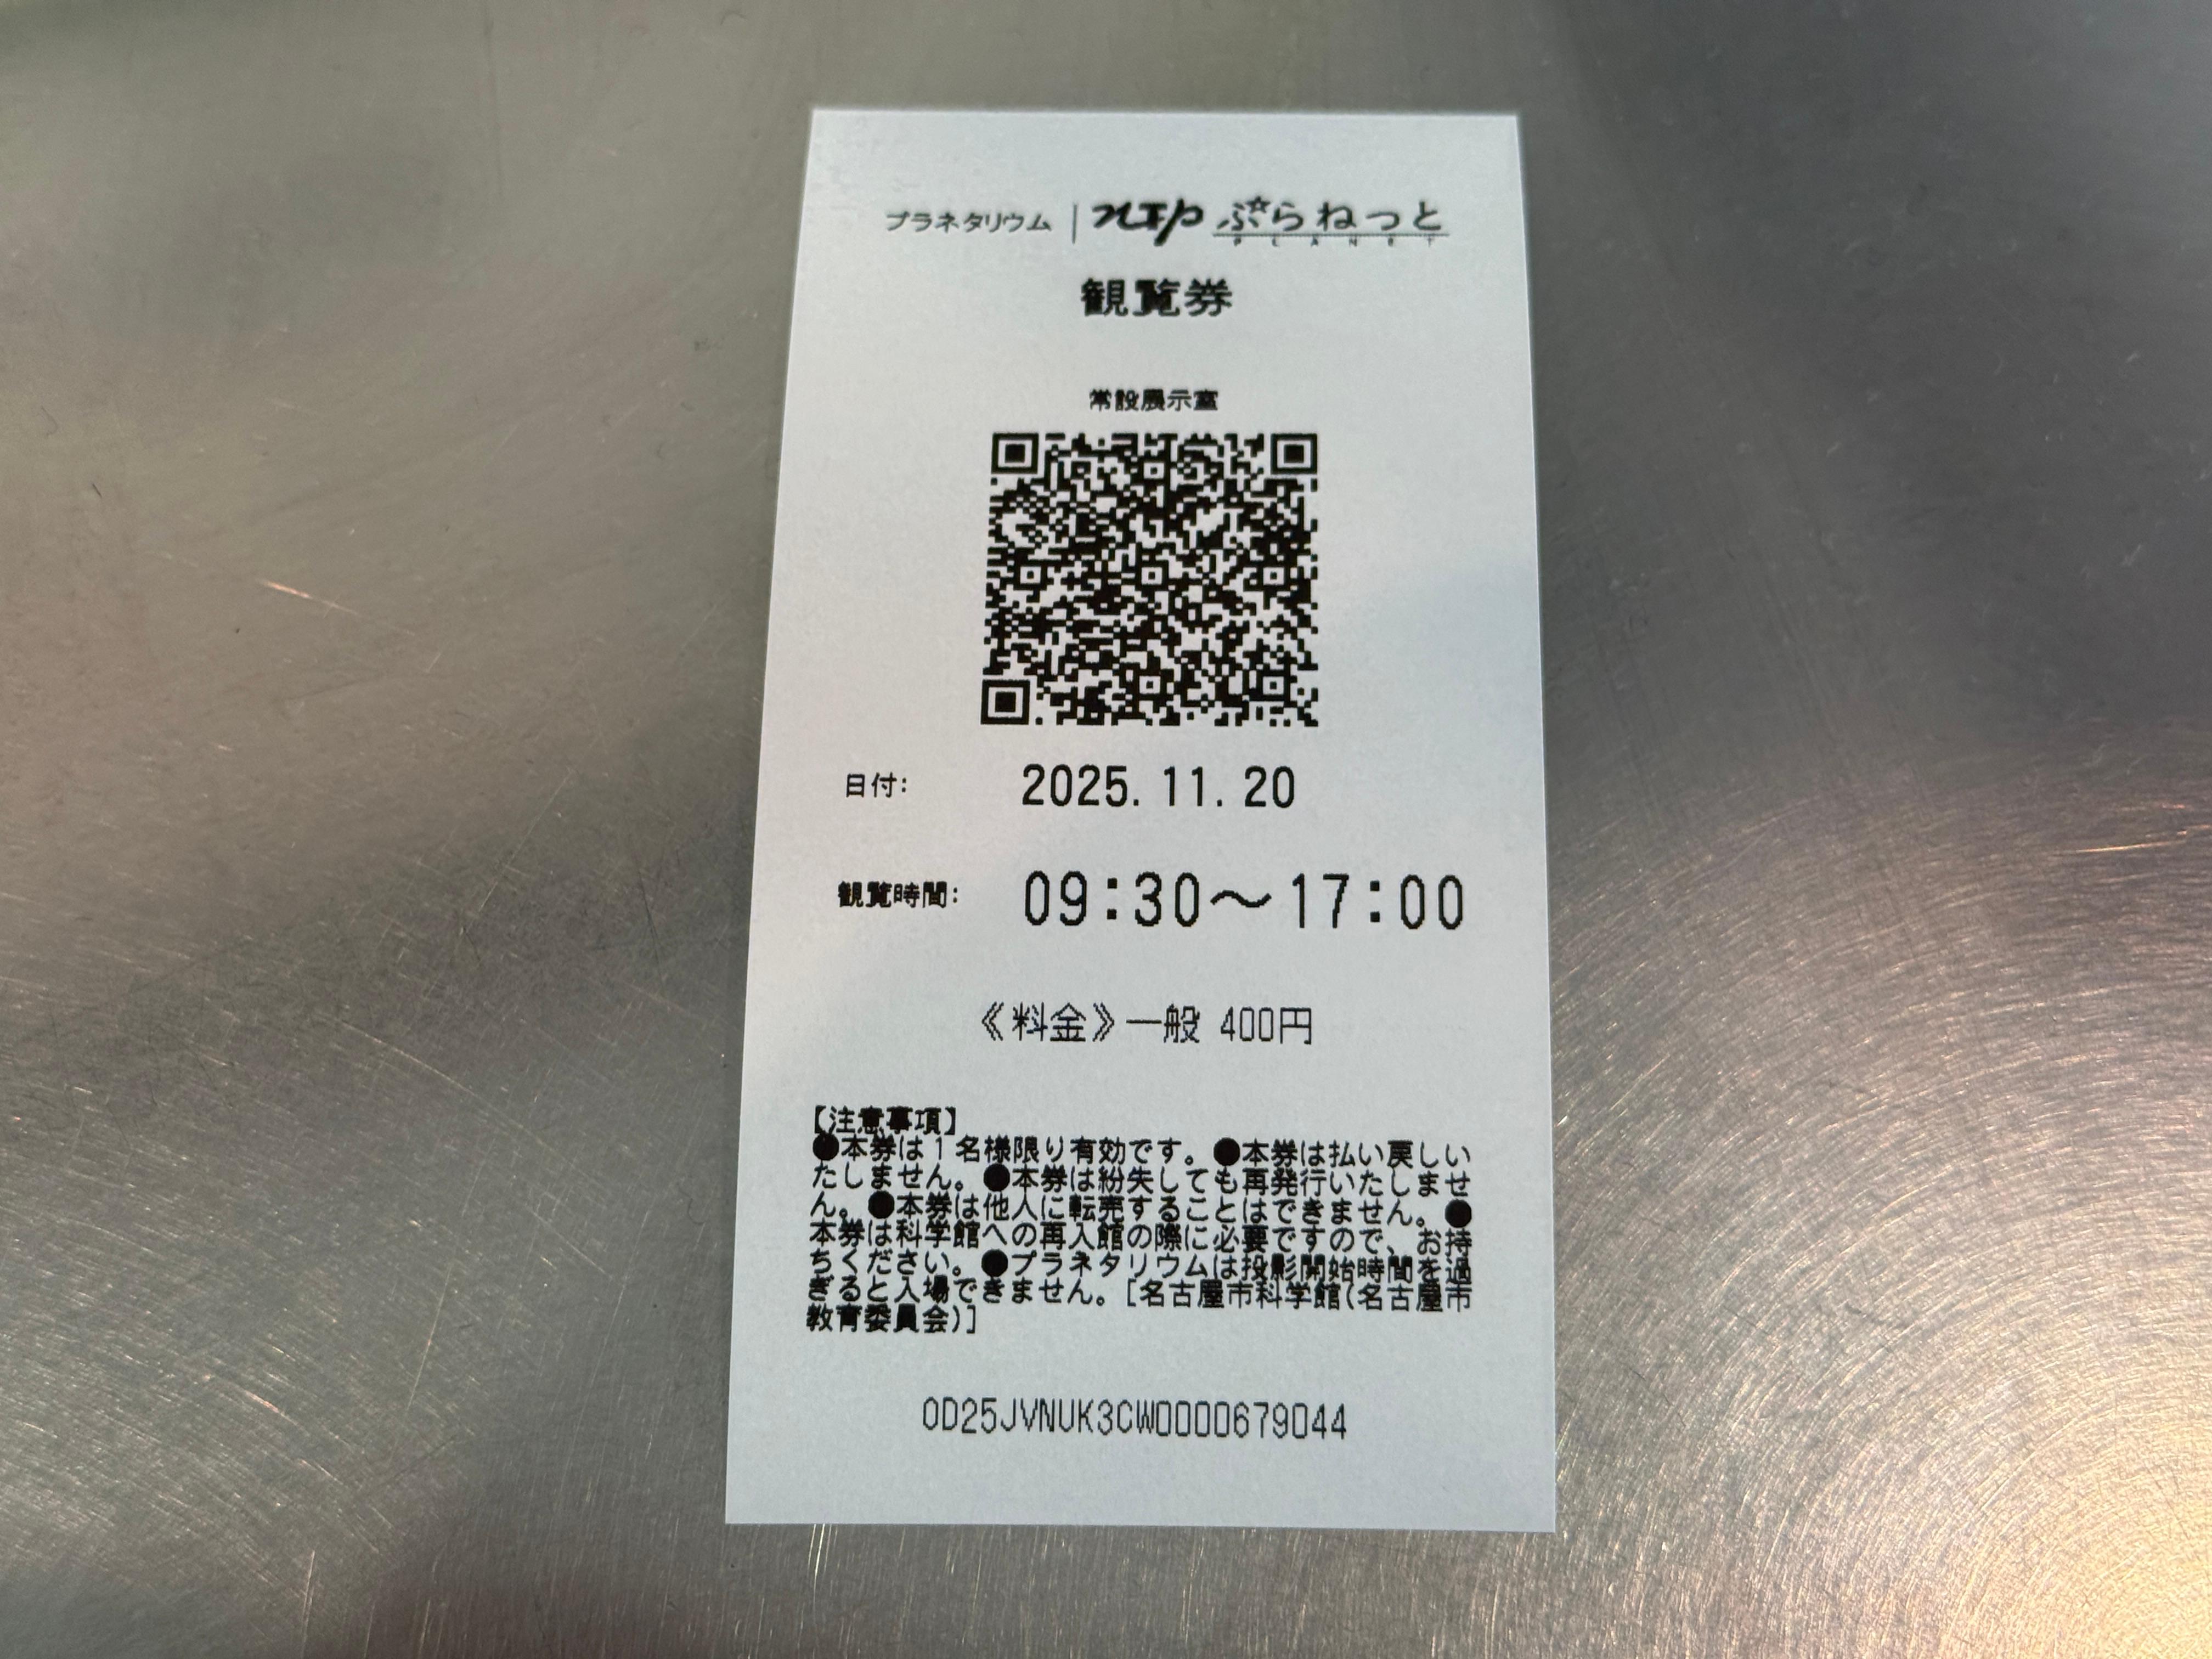 プラネタリウム | NTP ぷらねっと
PLANET
観覧券
常設展示室
日付: 2025.11.20
観覧時間: 09:30～17:00
《料金》一般 400円
【注意事項】
●本券は1名様限り有効です。●本券は払い戻しい
たしません。●本券は紛失しても再発行いたしませ
ん。●本券は他人に転売することはできません。●
本券は科学館への再入館の際に必要ですので、お持
ちください。●プラネタリウムは投影開始時間を過
ぎると入場できません。[名古屋市科学館(名古屋市
教育委員会)]
0D25JVNUK3CW0000679044